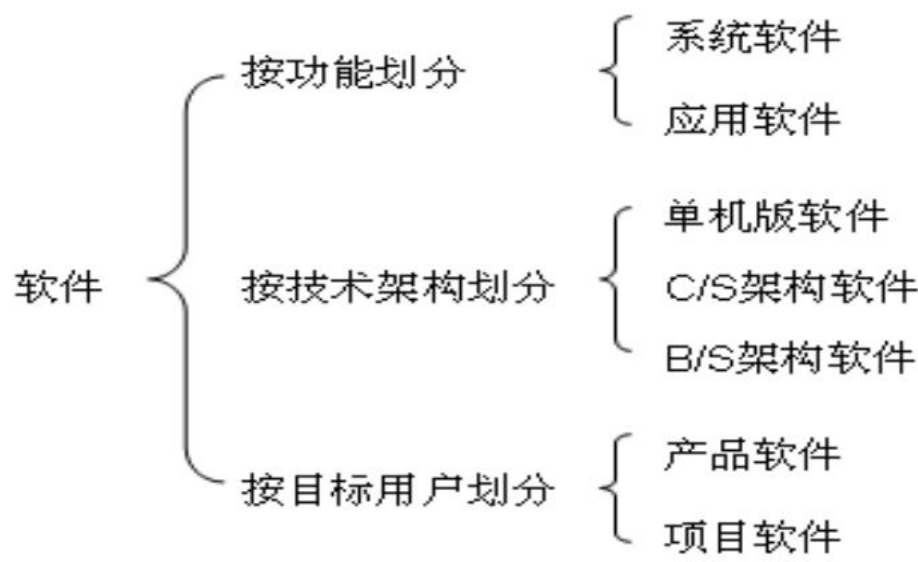 软件
按功能划分
系统软件
应用软件
按技术架构划分
单机版软件
C/S架构软件
B/S架构软件
按目标用户划分
产品软件
项目软件